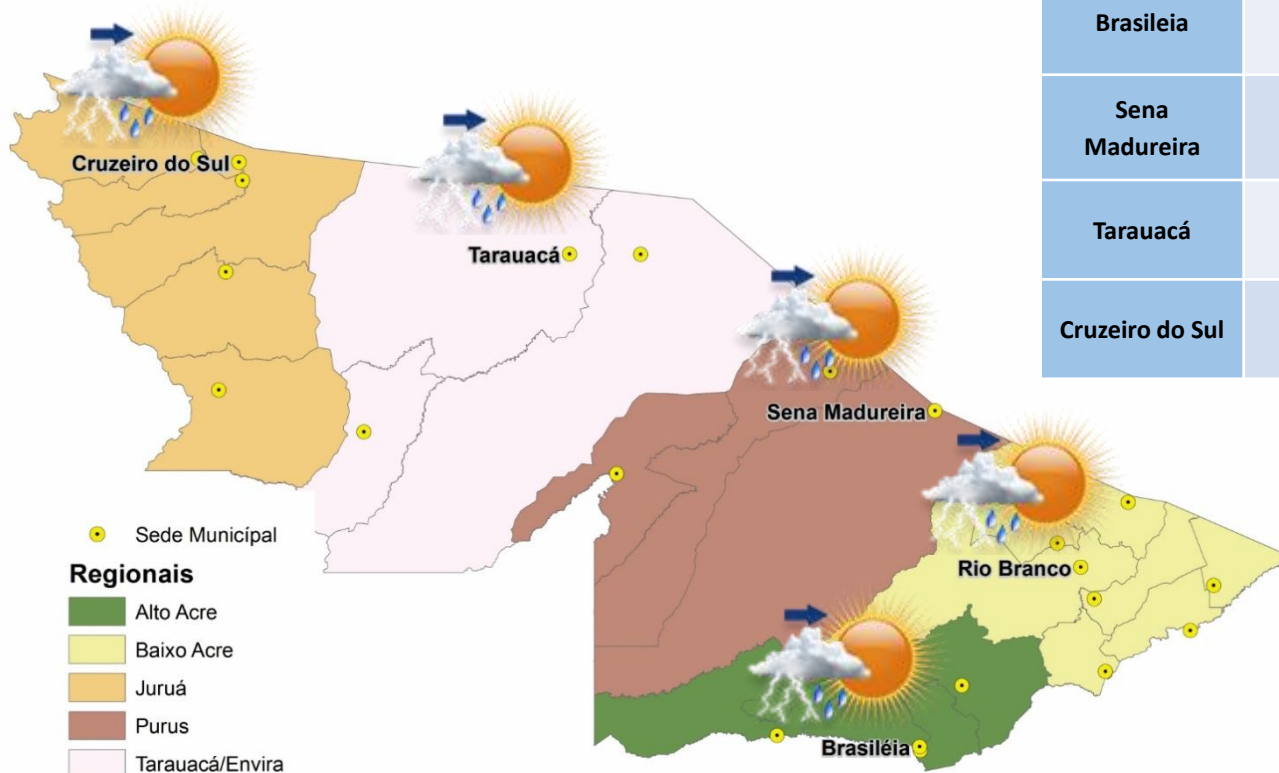 Brasileia
Sena
Madureira
Tarauacá
Cruzeiro do Sul
Cruzeiro do Sul
Tarauacá
Sena Madureira
Rio Branco
Brasiléia
Sede Municípal
Regionais
Alto Acre
Baixo Acre
Juruá
Purus
Tarauacá/Envira